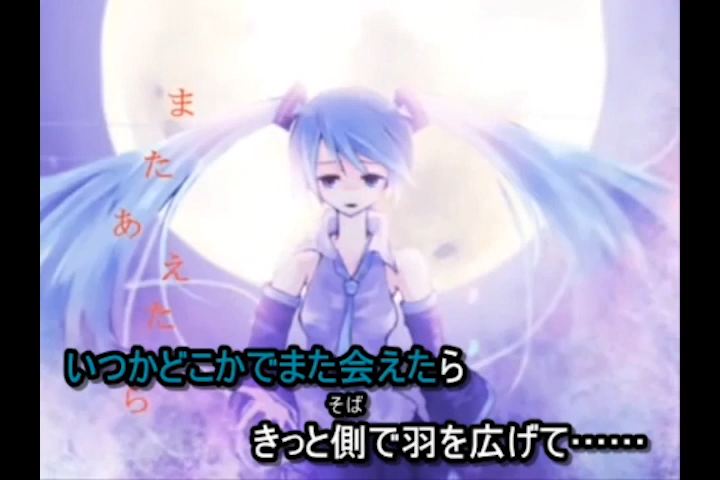 またあえたら
いつかどこかでまた会えたら
そば
きっと側で羽を広げて……